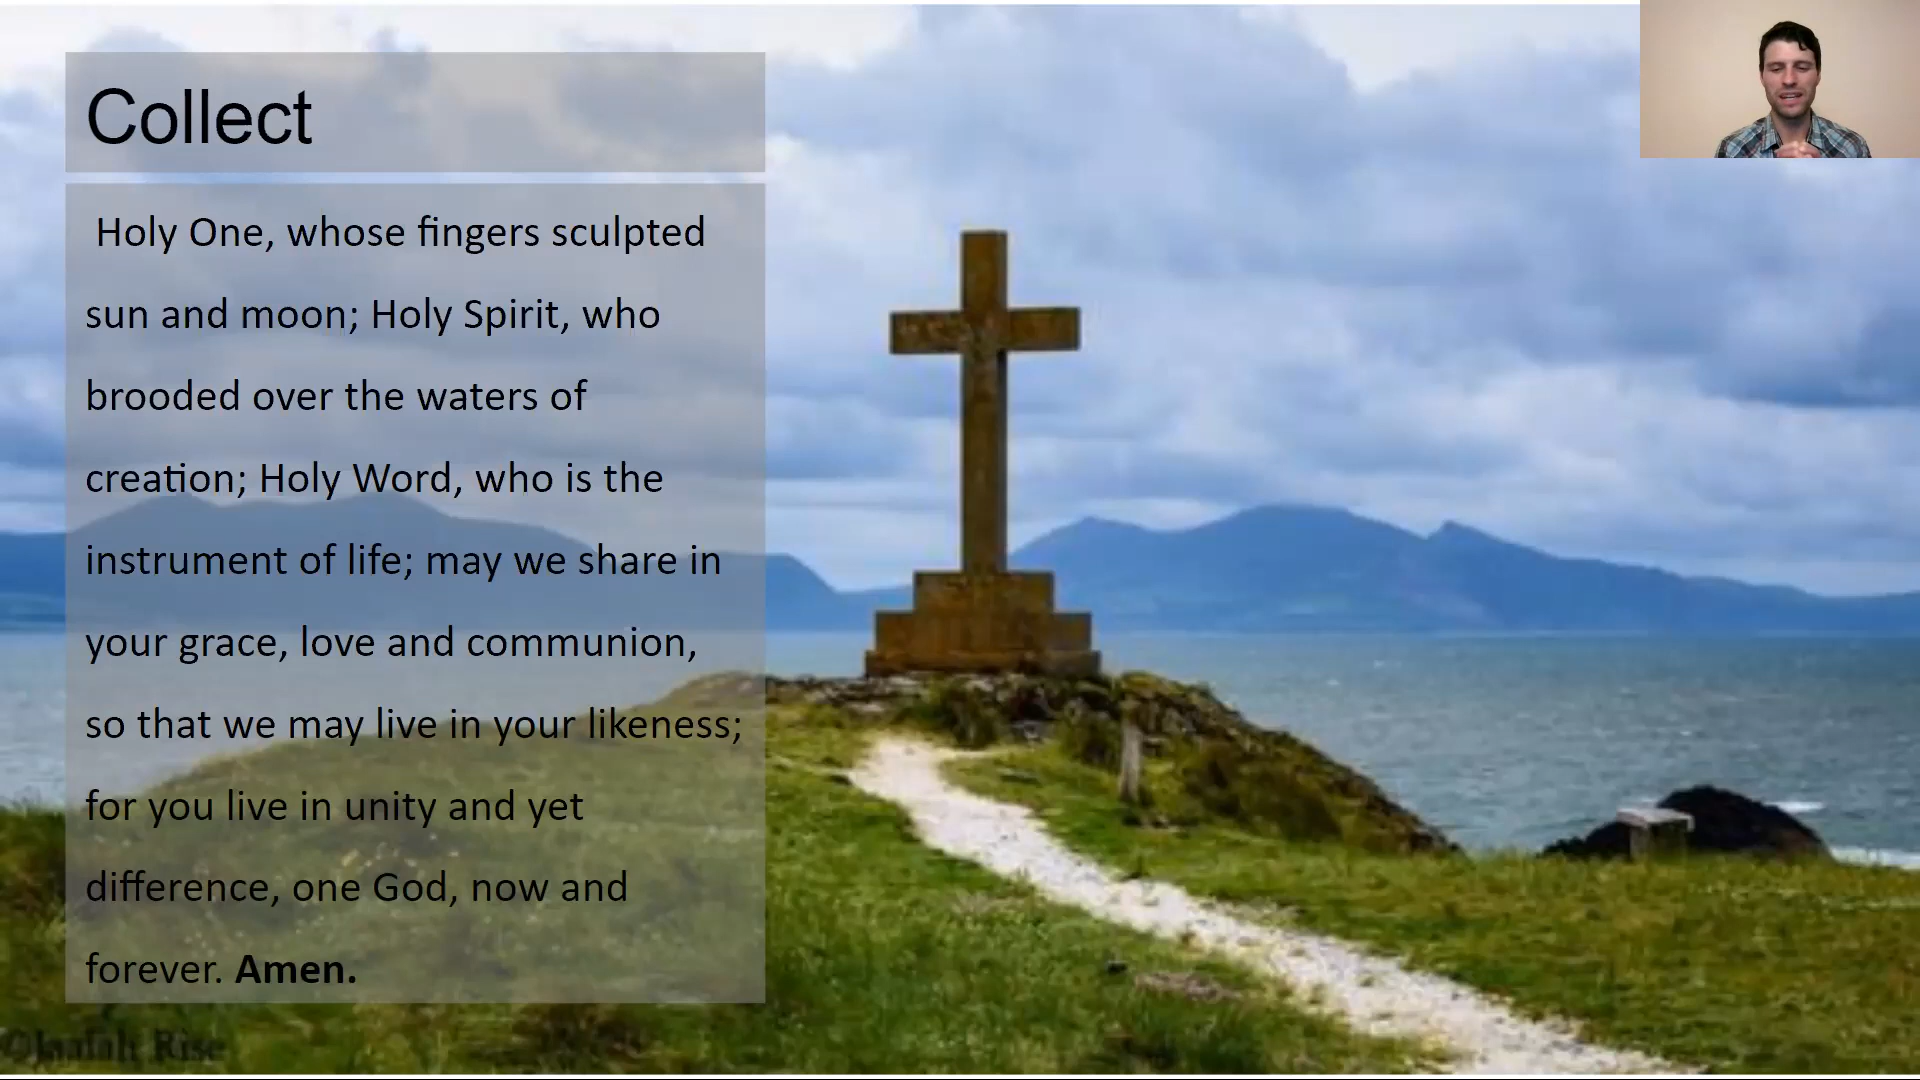 Collect
Holy One, whose fingers sculpted
sun and moon; Holy Spirit, who
brooded over the waters of
creation; Holy Word, who is the
instrument of life; may we share in
your grace, love and communion,
so that we may live in your likeness;
for you live in unity and yet
difference, one God, now and
forever. Amen.
©Isaiah Rise